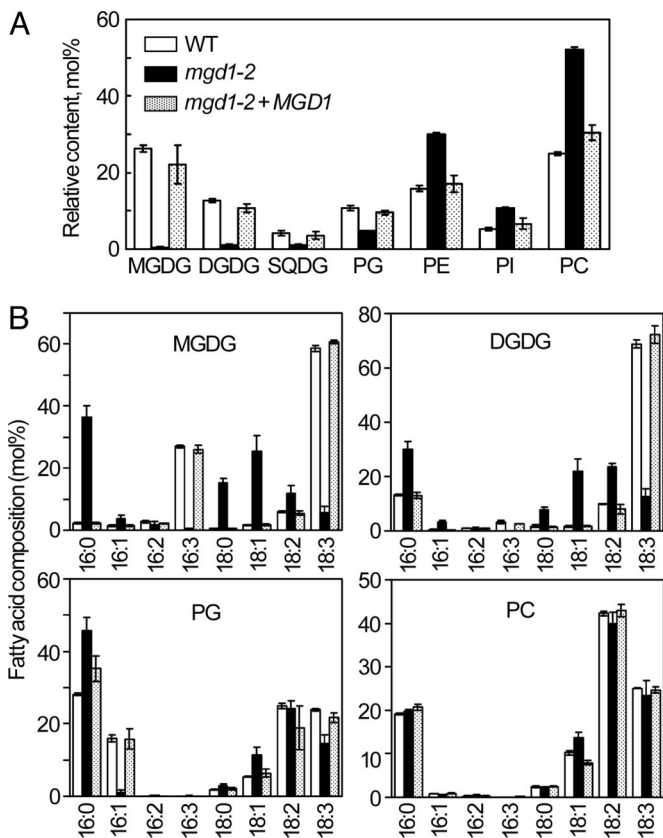 A
Relative content, mol%
60
40
20
0
WT
mgd1-2
mgd1-2 + MGD1
MGDG DGDG SQDG PG PE PI PC
B
Fatty acid composition (mol%)
MGDG
60
40
20
0
16:0 16:1 16:2 16:3 18:0 18:1 18:2 18:3
DGDG
80
60
40
20
0
16:0 16:1 16:2 16:3 18:0 18:1 18:2 18:3
PG
60
40
20
0
16:0 16:1 16:2 16:3 18:0 18:1 18:2 18:3
PC
50
40
30
20
10
0
16:0 16:1 16:2 16:3 18:0 18:1 18:2 18:3